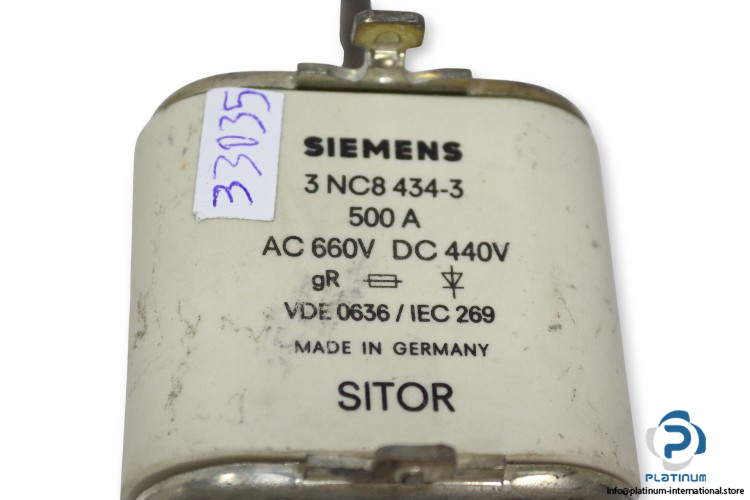 33035
SIEMENS
3 NC8 434-3
500 A
AC 660V DC 440V
gR
VDE 0636 / IEC 269
MADE IN GERMANY
SITOR
PLATINUM
info@platinum-international.store